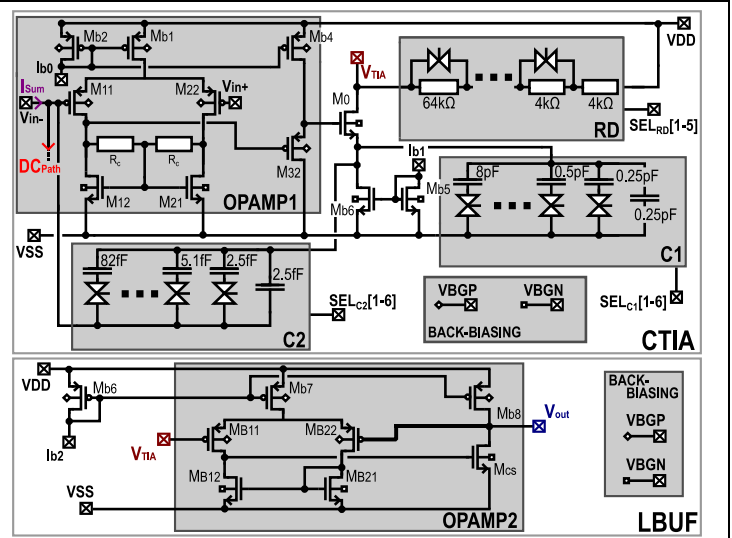 Mb2
Mb1
Mb4
VDD
Ib0
ISum
M11
M22
Vin+
VTIA
64kΩ
4kΩ
4kΩ
RD
Vin-
M0
SELRD[1-5]
DCPath
Rc
Rc
M32
Ib1
M12
M21
OPAMP1
Mb6
Mb5
8pF
0.5pF
0.25pF
0.25pF
C1
VSS
82fF
5.1fF
2.5fF
2.5fF
C2
SELC2[1-6]
VBGP
VBGN
BACK-BIASING
SELC1[1-6]
CTIA
VDD
Mb6
Mb7
Mb8
Vout
Ib2
VTIA
MB11
MB22
MB12
MB21
Mcs
VSS
OPAMP2
BACK-
BIASING
VBGP
VBGN
LBUF